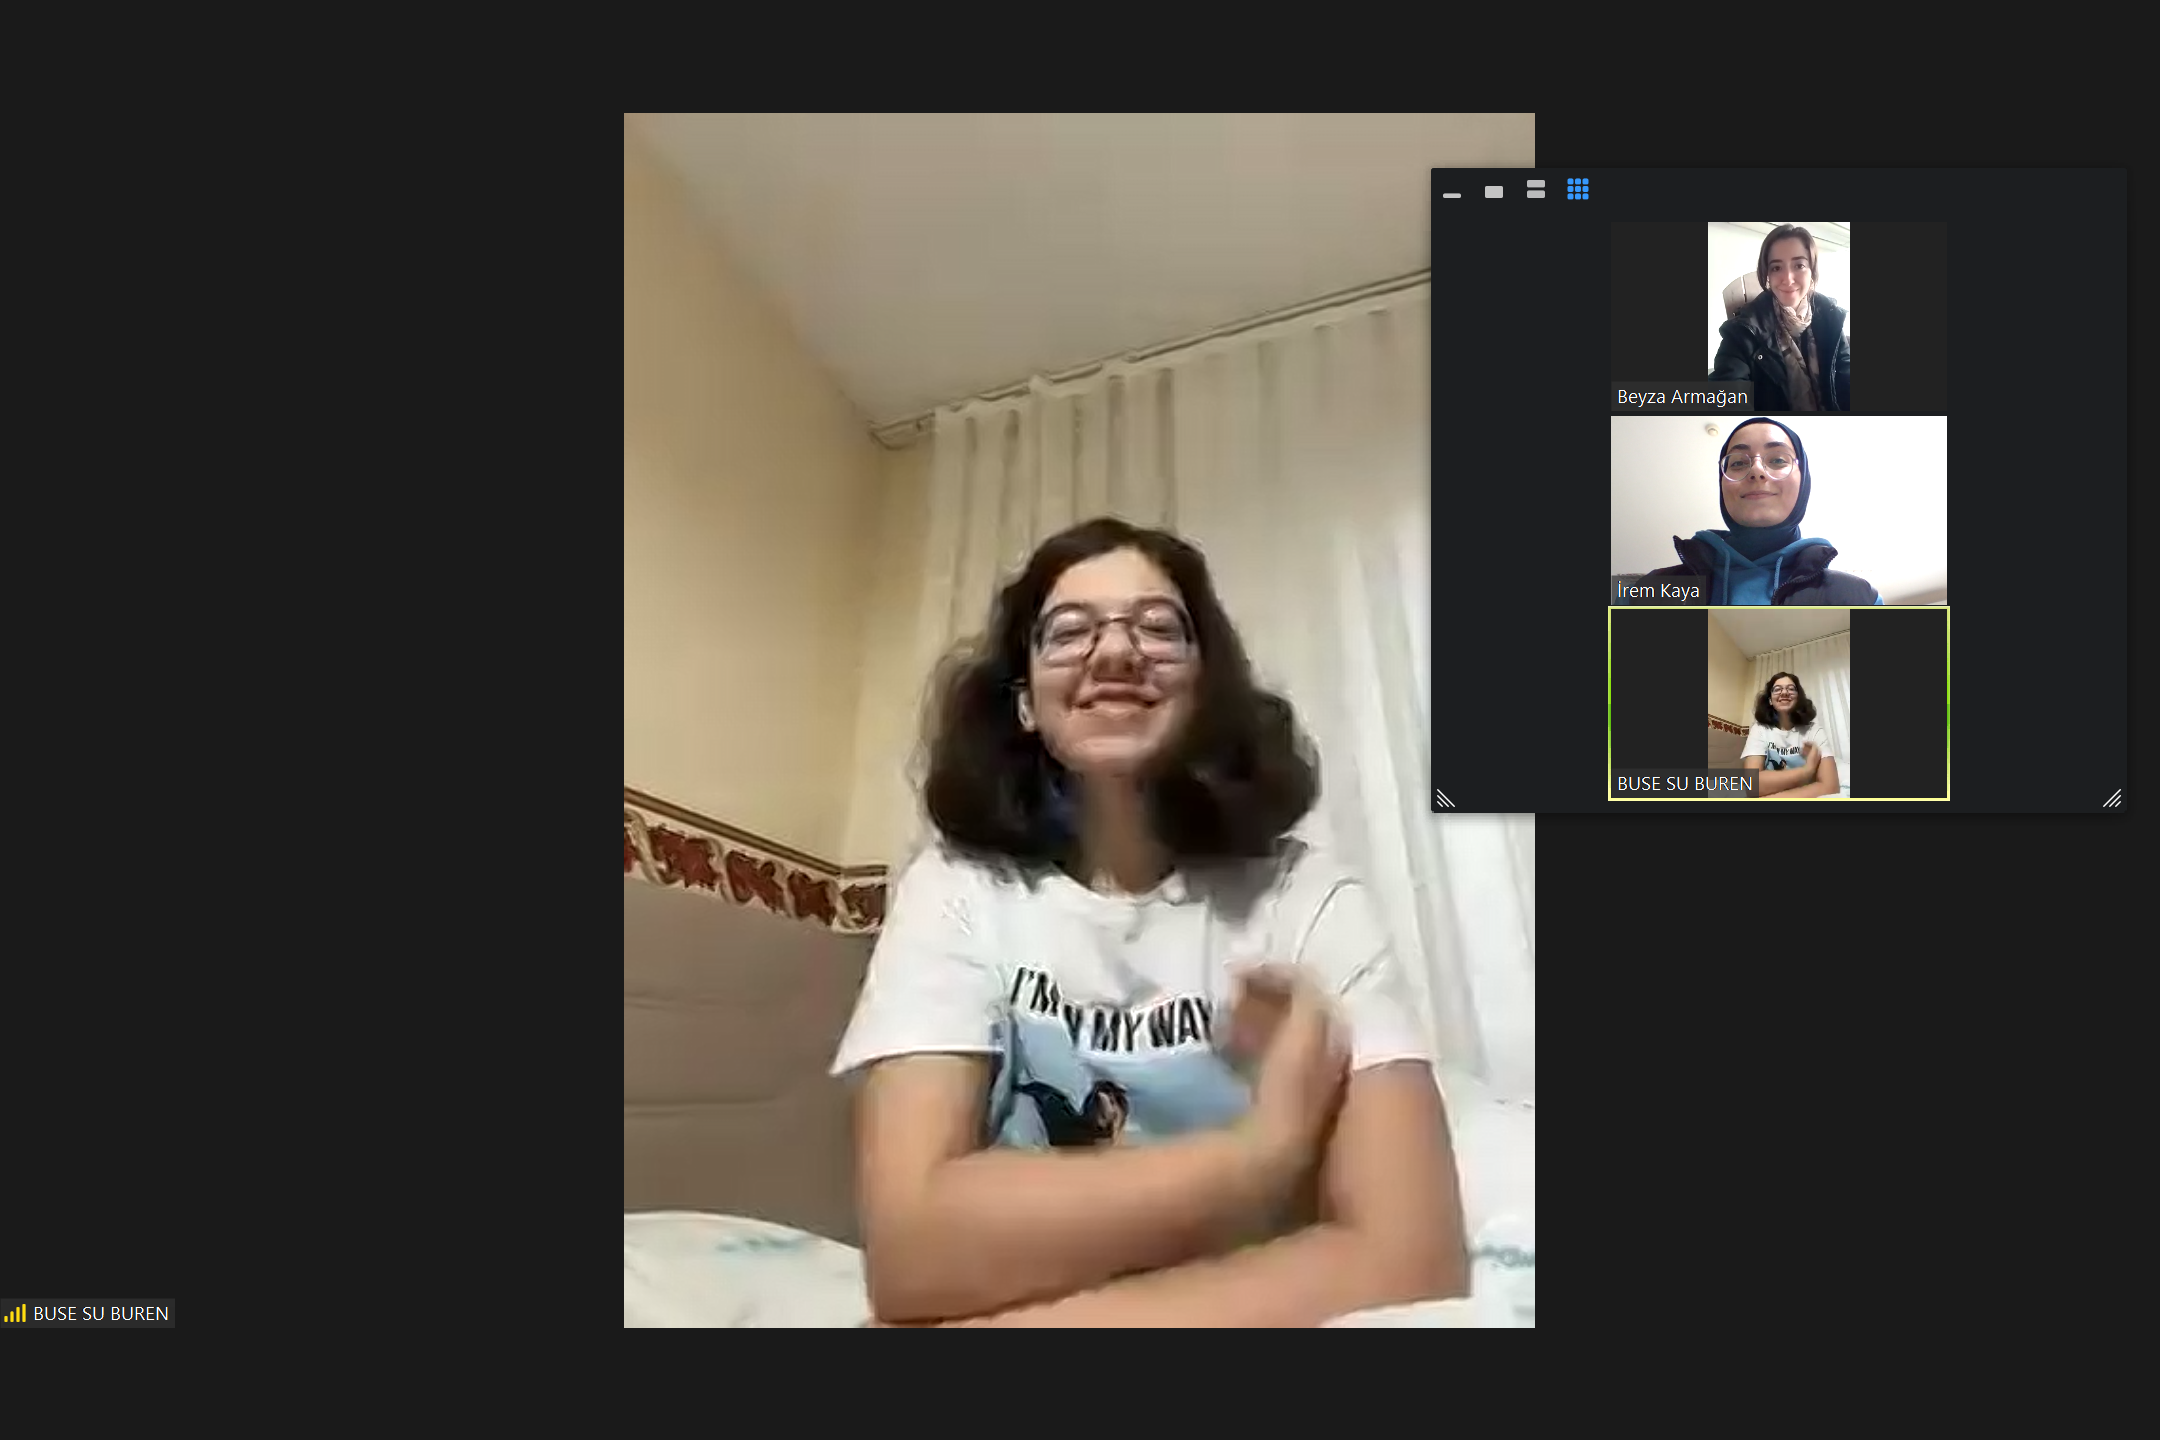 Beyza Armağan
İrem Kaya
BUSE SU BUREN
I'M
MY WAY
BUSE SU BUREN